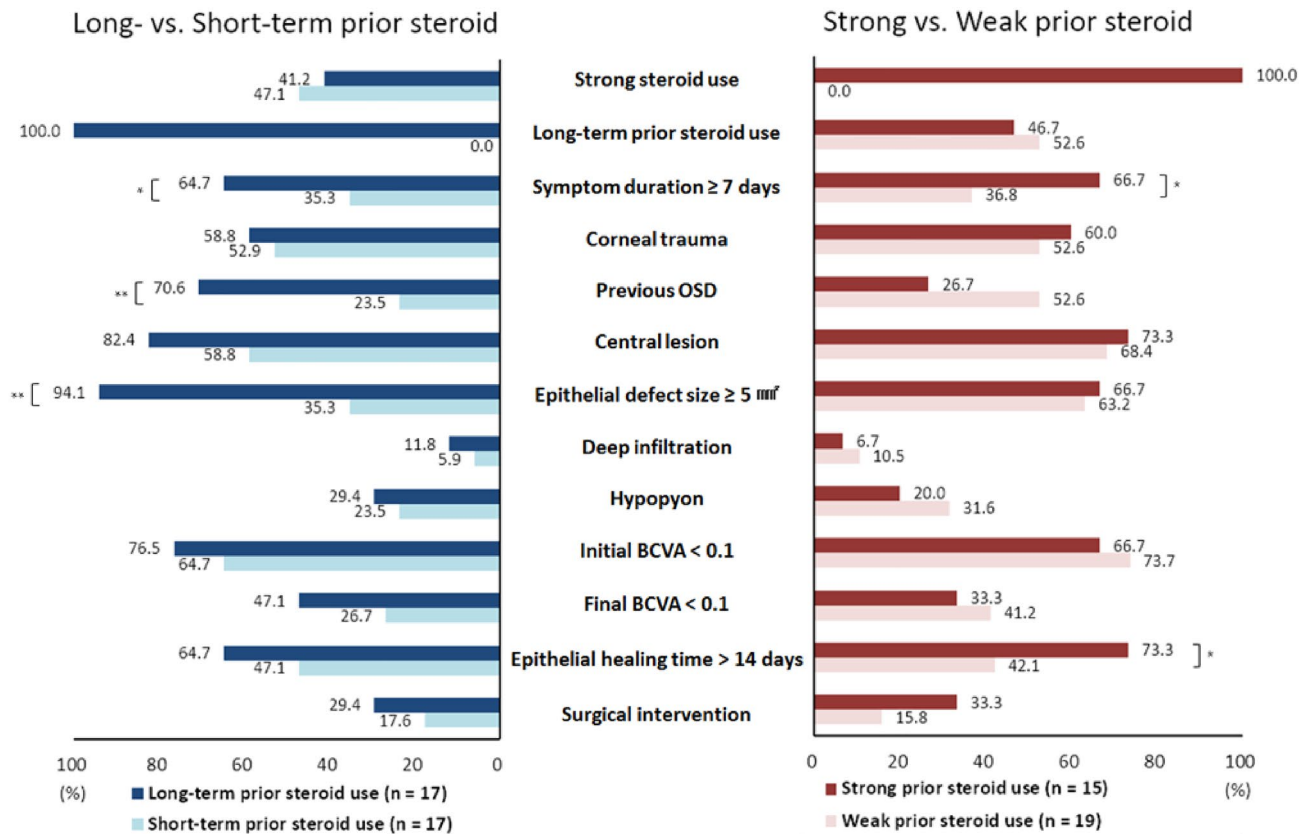 Long- vs. Short-term prior steroid
Strong vs. Weak prior steroid
41.2
47.1
Strong steroid use
100.0
0.0
100.0
0.0
Long-term prior steroid use
46.7
52.6
*
64.7
35.3
Symptom duration ≥ 7 days
66.7
36.8
*
58.8
52.9
Corneal trauma
60.0
52.6
**
70.6
23.5
Previous OSD
26.7
52.6
82.4
58.8
Central lesion
73.3
68.4
**
94.1
35.3
Epithelial defect size ≥ 5 ㎟
66.7
63.2
11.8
5.9
Deep infiltration
6.7
10.5
29.4
23.5
Hypopyon
20.0
31.6
76.5
64.7
Initial BCVA < 0.1
66.7
73.7
47.1
26.7
Final BCVA < 0.1
33.3
41.2
64.7
47.1
Epithelial healing time > 14 days
73.3
42.1
*
29.4
17.6
Surgical intervention
33.3
15.8
100 80 60 40 20 0
(%)
0 20 40 60 80 100
(%)
Long-term prior steroid use (n = 17)
Short-term prior steroid use (n = 17)
Strong prior steroid use (n = 15)
Weak prior steroid use (n = 19)